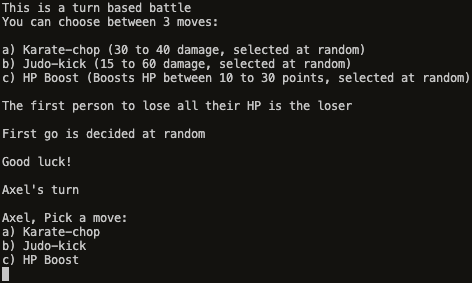 This is a turn based battle
You can choose between 3 moves:
a) Karate-chop (30 to 40 damage, selected at random)
b) Judo-kick (15 to 60 damage, selected at random)
c) HP Boost (Boosts HP between 10 to 30 points, selected at random)
The first person to lose all their HP is the loser
First go is decided at random
Good luck!
Axel's turn
Axel, Pick a move:
a) Karate-chop
b) Judo-kick
c) HP Boost